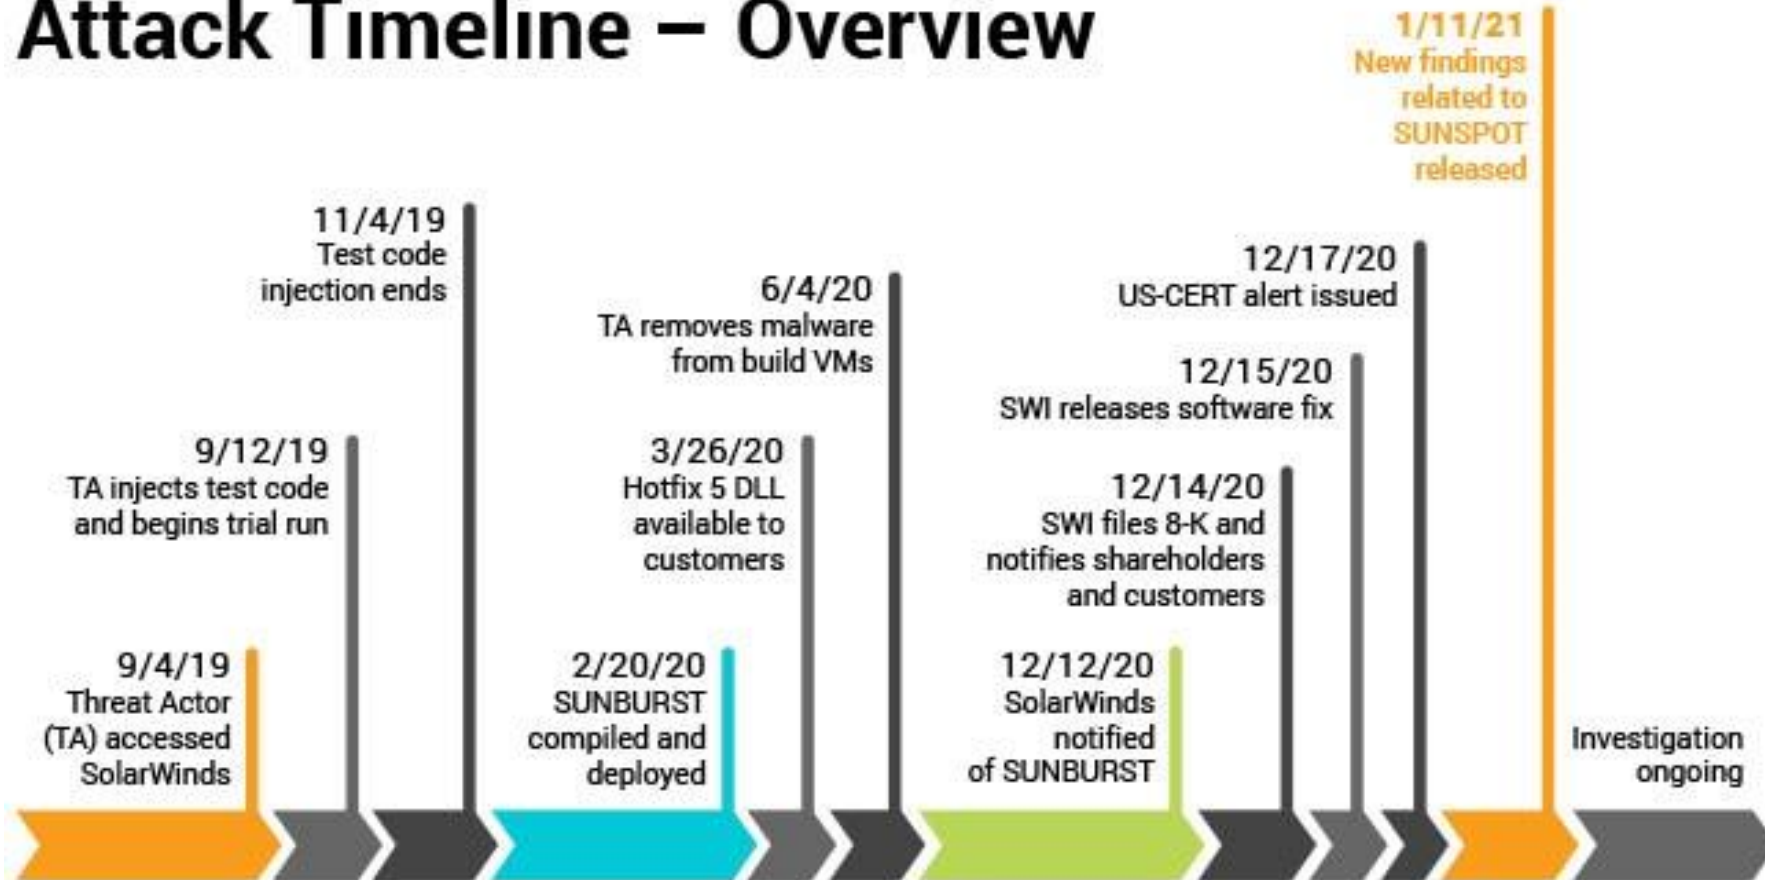 Attack Timeline – Overview
9/4/19
Threat Actor
(TA) accessed
SolarWinds
9/12/19
TA injects test code
and begins trial run
11/4/19
Test code
injection ends
2/20/20
SUNBURST
compiled and
deployed
3/26/20
Hotfix 5 DLL
available to
customers
6/4/20
TA removes malware
from build VMs
12/12/20
SolarWinds
notified
of SUNBURST
12/14/20
SWI files 8-K and
notifies shareholders
and customers
12/15/20
SWI releases software fix
12/17/20
US-CERT alert issued
1/11/21
New findings
related to
SUNSPOT
released
Investigation
ongoing